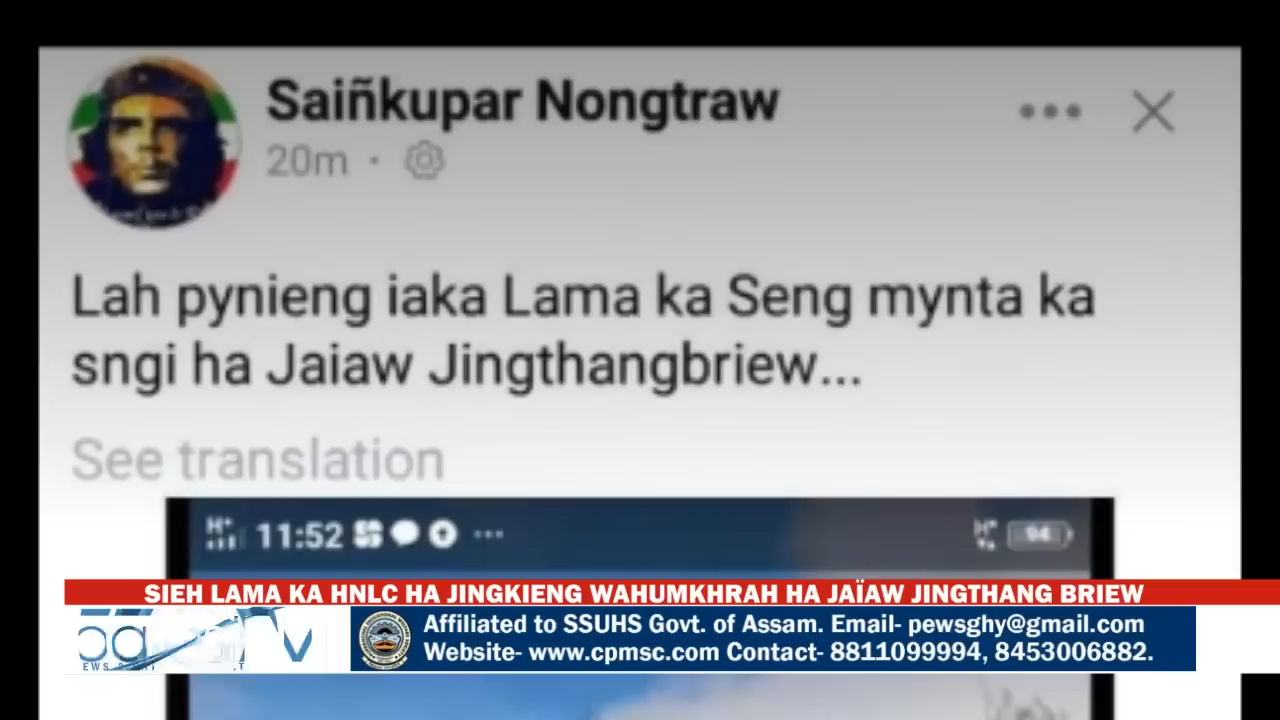 Saiñkupar Nongtraw
20m
Lah pynieng iaka Lama ka Seng mynta ka
sngi ha Jaiaw Jingthangbriew...
See translation
H+ 11:52 ... 94
SIEH LAMA KA HNLC HA JINGKIENG WAHUMKHRAH HA JAÏAW JINGTHANG BRIEW
Affiliated to SSUHS Govt. of Assam. Email- pewsghy@gmail.com
Website- www.cpmsc.com Contact- 8811099994, 8453006882.